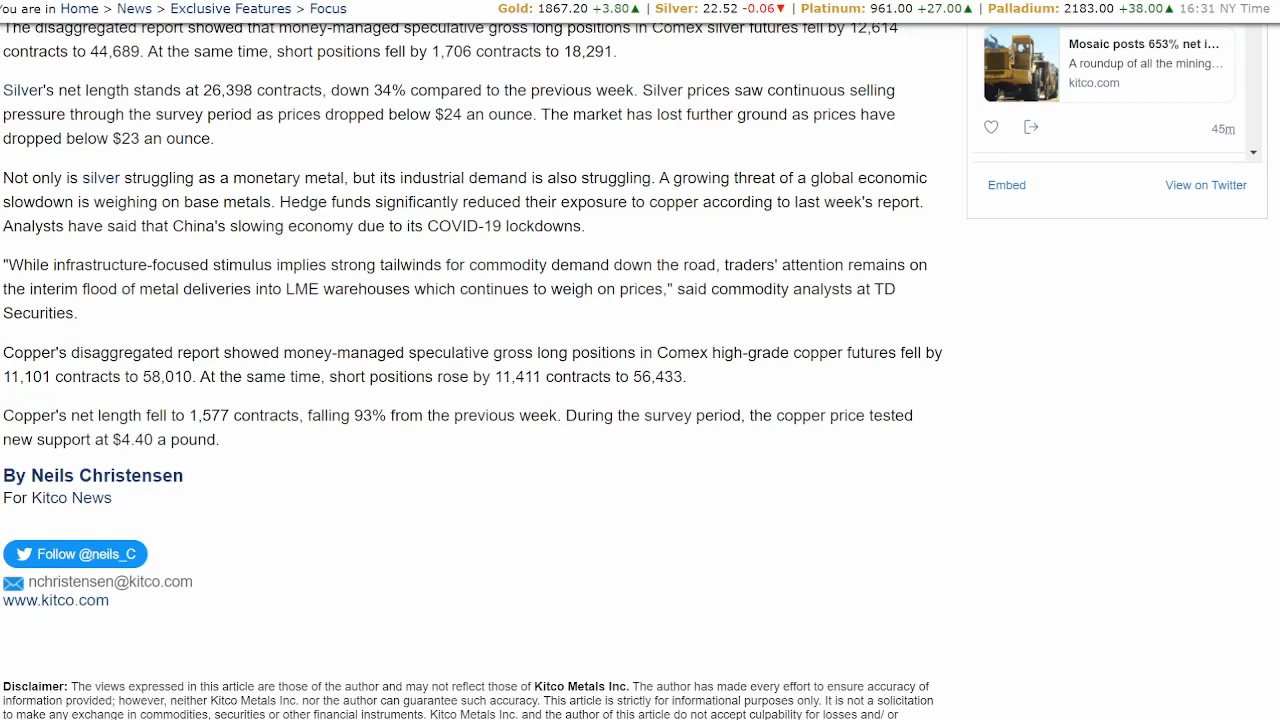 You are in Home > News > Exclusive Features > Focus
Gold: 1867.20 +3.80▲ | Silver: 22.52 -0.06▼ | Platinum: 961.00 +27.00▲ | Palladium: 2183.00 +38.00▲ 16:31 NY Time
The disaggregated report showed that money-managed speculative gross long positions in Comex silver futures fell by 12,614
contracts to 44,689. At the same time, short positions fell by 1,706 contracts to 18,291.
Silver's net length stands at 26,398 contracts, down 34% compared to the previous week. Silver prices saw continuous selling
pressure through the survey period as prices dropped below $24 an ounce. The market has lost further ground as prices have
dropped below $23 an ounce.
Not only is silver struggling as a monetary metal, but its industrial demand is also struggling. A growing threat of a global economic
slowdown is weighing on base metals. Hedge funds significantly reduced their exposure to copper according to last week's report.
Analysts have said that China's slowing economy due to its COVID-19 lockdowns.
"While infrastructure-focused stimulus implies strong tailwinds for commodity demand down the road, traders' attention remains on
the interim flood of metal deliveries into LME warehouses which continues to weigh on prices," said commodity analysts at TD
Securities.
Copper's disaggregated report showed money-managed speculative gross long positions in Comex high-grade copper futures fell by
11,101 contracts to 58,010. At the same time, short positions rose by 11,411 contracts to 56,433.
Copper's net length fell to 1,577 contracts, falling 93% from the previous week. During the survey period, the copper price tested
new support at $4.40 a pound.
By Neils Christensen
For Kitco News
Follow @neils_C
nchristensen@kitco.com
www.kitco.com
Disclaimer: The views expressed in this article are those of the author and may not reflect those of Kitco Metals Inc. The author has made every effort to ensure accuracy of
information provided; however, neither Kitco Metals Inc. nor the author can guarantee such accuracy. This article is strictly for informational purposes only. It is not a solicitation
to make any exchange in commodities, securities or other financial instruments. Kitco Metals Inc. and the author of this article do not accept culpability for losses and/ or
Mosaic posts 653% net i...
A roundup of all the mining...
kitco.com
45m
Embed
View on Twitter